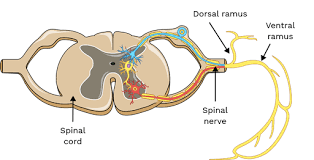 Dorsal ramus
Ventral
ramus
Spinal
nerve
Spinal
cord